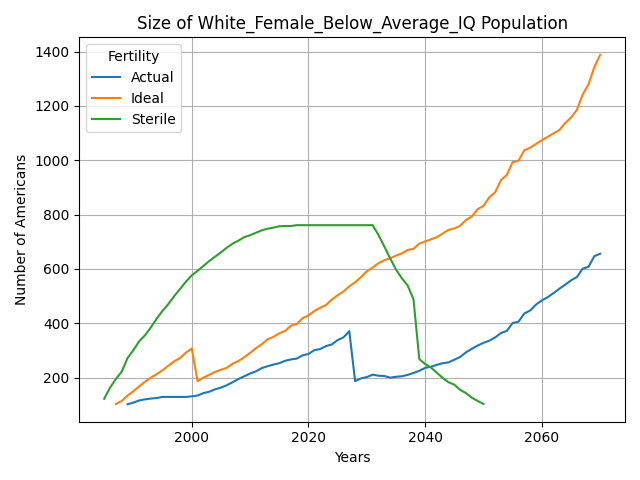 Size of White_Female_Below_Average_IQ Population
Fertility
Actual
Ideal
Sterile
Number of Americans
1400
1200
1000
800
600
400
200
2000
2020
2040
2060
Years